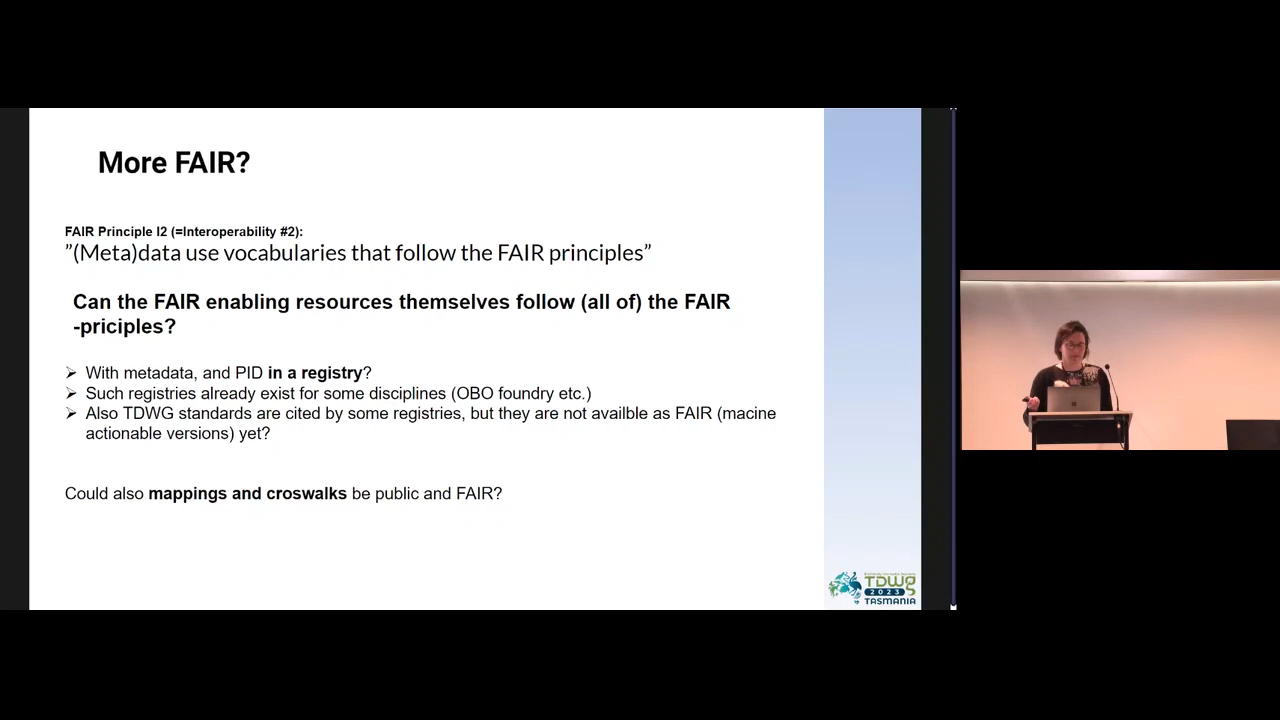 More FAIR?
FAIR Principle I2 (=Interoperability #2):
”(Meta)data use vocabularies that follow the FAIR principles”
Can the FAIR enabling resources themselves follow (all of) the FAIR
-priciples?
➢ With metadata, and PID in a registry?
➢ Such registries already exist for some disciplines (OBO foundry etc.)
➢ Also TDWG standards are cited by some registries, but they are not availble as FAIR (macine
actionable versions) yet?
Could also mappings and croswalks be public and FAIR?
TDWG
2023
TASMANIA